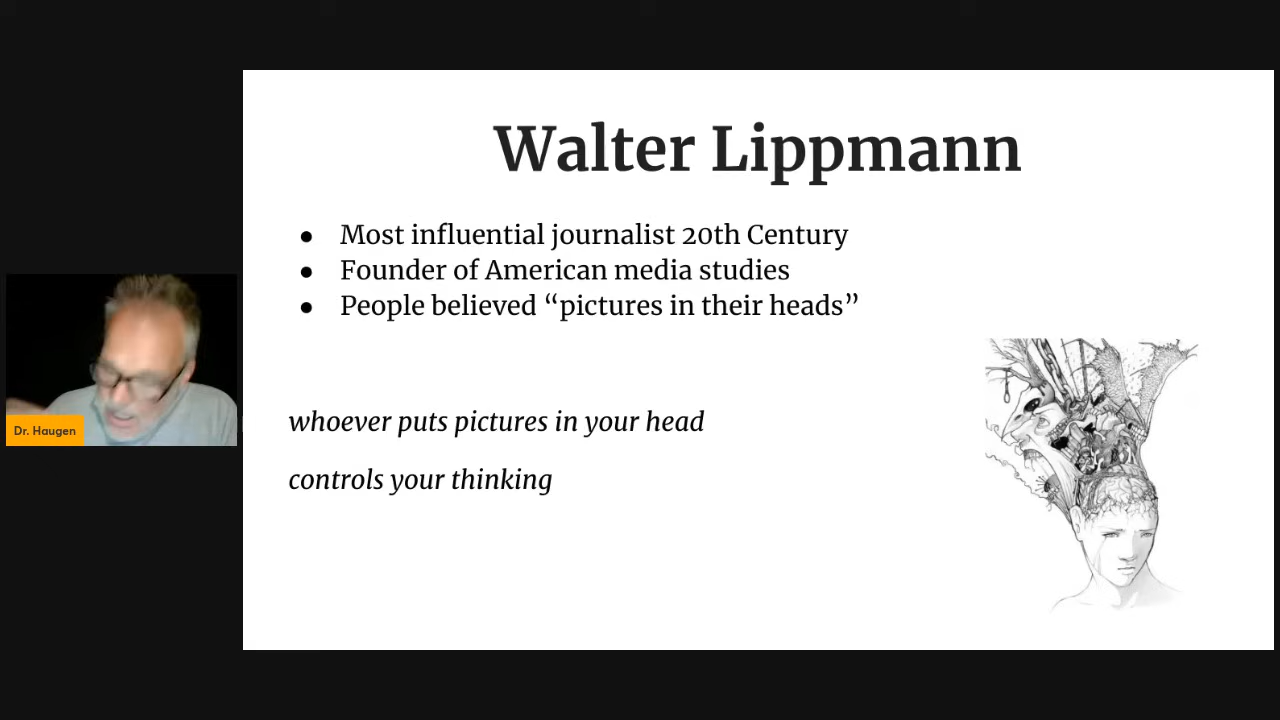 Walter Lippmann
● Most influential journalist 20th Century
● Founder of American media studies
● People believed “pictures in their heads”
whoever puts pictures in your head
controls your thinking
Dr. Haugen